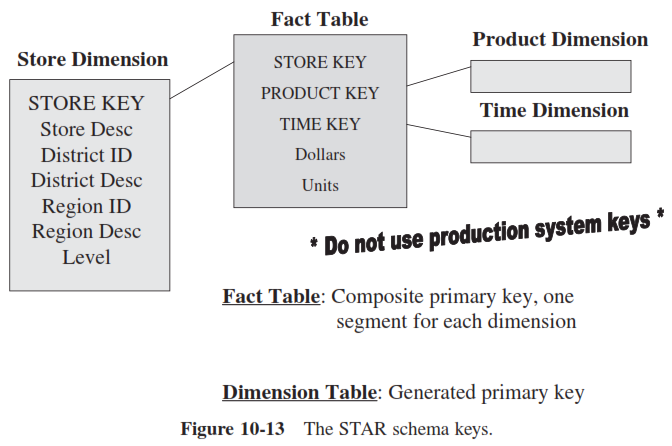 Fact Table
Store Dimension
STORE KEY
Store Desc
District ID
District Desc
Region ID
Region Desc
Level
STORE KEY
PRODUCT KEY
TIME KEY
Dollars
Units
Product Dimension
Time Dimension
* Do not use production system keys *
Fact Table: Composite primary key, one
segment for each dimension
Dimension Table: Generated primary key
Figure 10-13 The STAR schema keys.